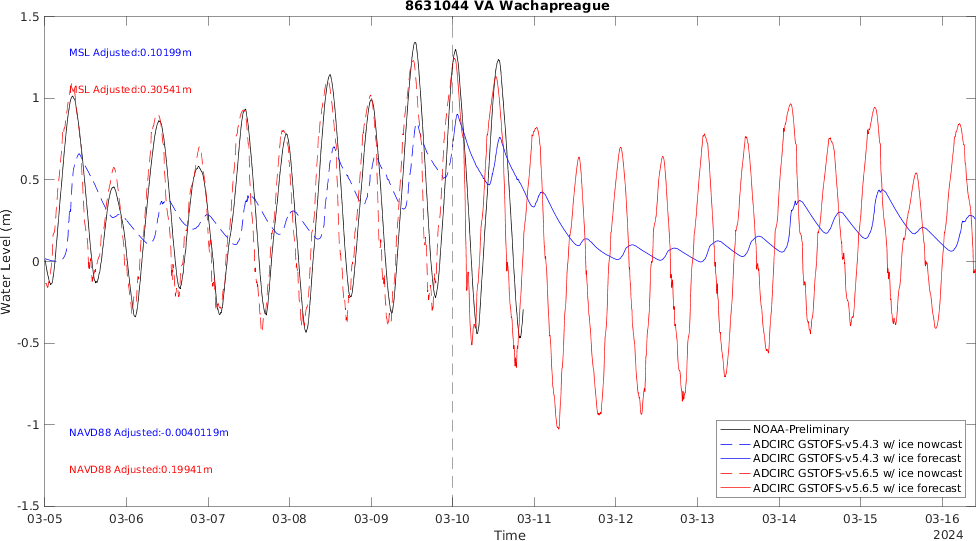 8631044 VA Wachapreague
1.5
1
0.5
0
-0.5
-1
-1.5
Water Level (m)
MSL Adjusted:0.10199m
MSL Adjusted:0.30541m
NAVD88 Adjusted:-0.0040119m
NAVD88 Adjusted:0.19941m
NOAA-Preliminary
ADCIRC GSTOFS-v5.4.3 w/ ice nowcast
ADCIRC GSTOFS-v5.4.3 w/ ice forecast
ADCIRC GSTOFS-v5.6.5 w/ ice nowcast
ADCIRC GSTOFS-v5.6.5 w/ ice forecast
03-05 03-06 03-07 03-08 03-09 03-10 03-11 03-12 03-13 03-14 03-15 03-16
Time
2024